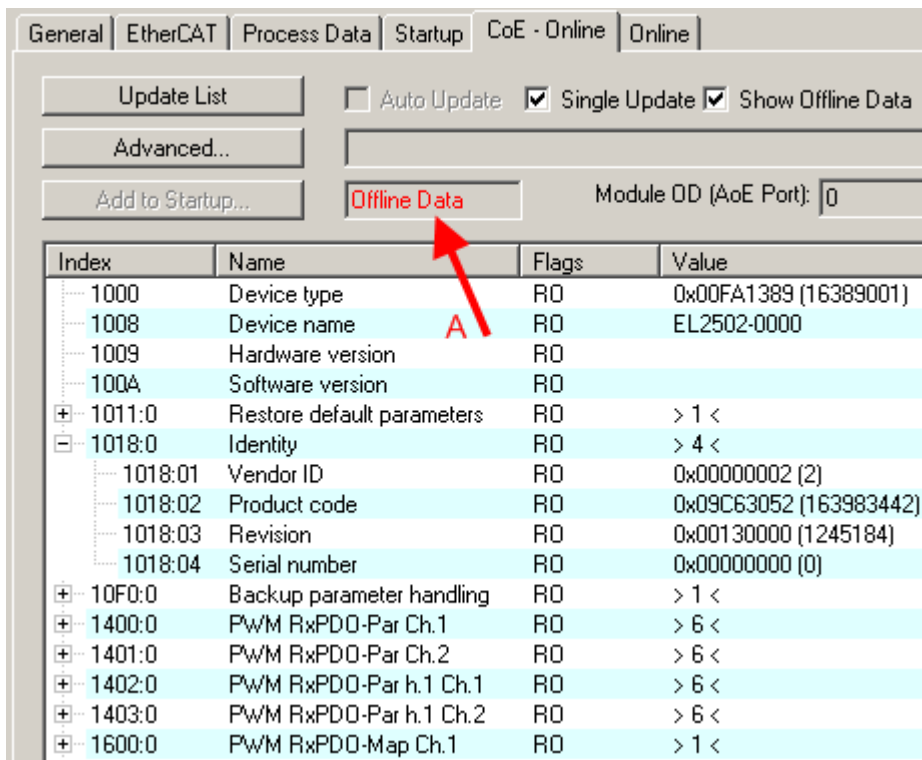 General EtherCAT Process Data Startup CoE - Online Online
Update List Auto Update Single Update Show Offline Data
Advanced...
Add to Startup... Offline Data Module OD (AoE Port): 0
Index Name Flags Value
1000 Device type RO 0x00FA1389 (16389001)
1008 Device name RO EL2502-0000
A
1009 Hardware version RO
100A Software version RO
1011:0 Restore default parameters RO > 1 <
1018:0 Identity RO > 4 <
1018:01 Vendor ID RO 0x00000002 (2)
1018:02 Product code RO 0x09C63052 (163983442)
1018:03 Revision RO 0x00130000 (1245184)
1018:04 Serial number RO 0x00000000 (0)
10F0:0 Backup parameter handling RO > 1 <
1400:0 PWM RxPDO-Par Ch.1 RO > 6 <
1401:0 PWM RxPDO-Par Ch.2 RO > 6 <
1402:0 PWM RxPDO-Par h.1 Ch.1 RO > 6 <
1403:0 PWM RxPDO-Par h.1 Ch.2 RO > 6 <
1600:0 PWM RxPDO-Map Ch.1 RO > 1 <